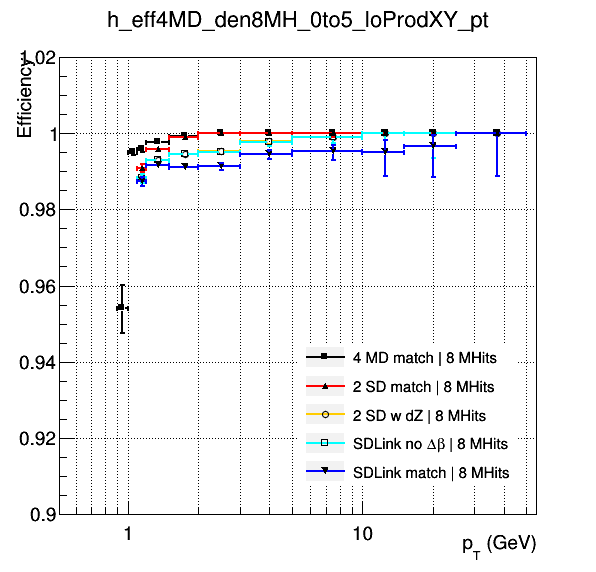 h_eff4MD_den8MH_0to5_loProdXY_pt
Efficiency
1.02
1
0.98
0.96
0.94
0.92
0.9
4 MD match | 8 MHits
2 SD match | 8 MHits
2 SD w dZ | 8 MHits
SDLink no Δβ | 8 MHits
SDLink match | 8 MHits
1
10
p_T (GeV)